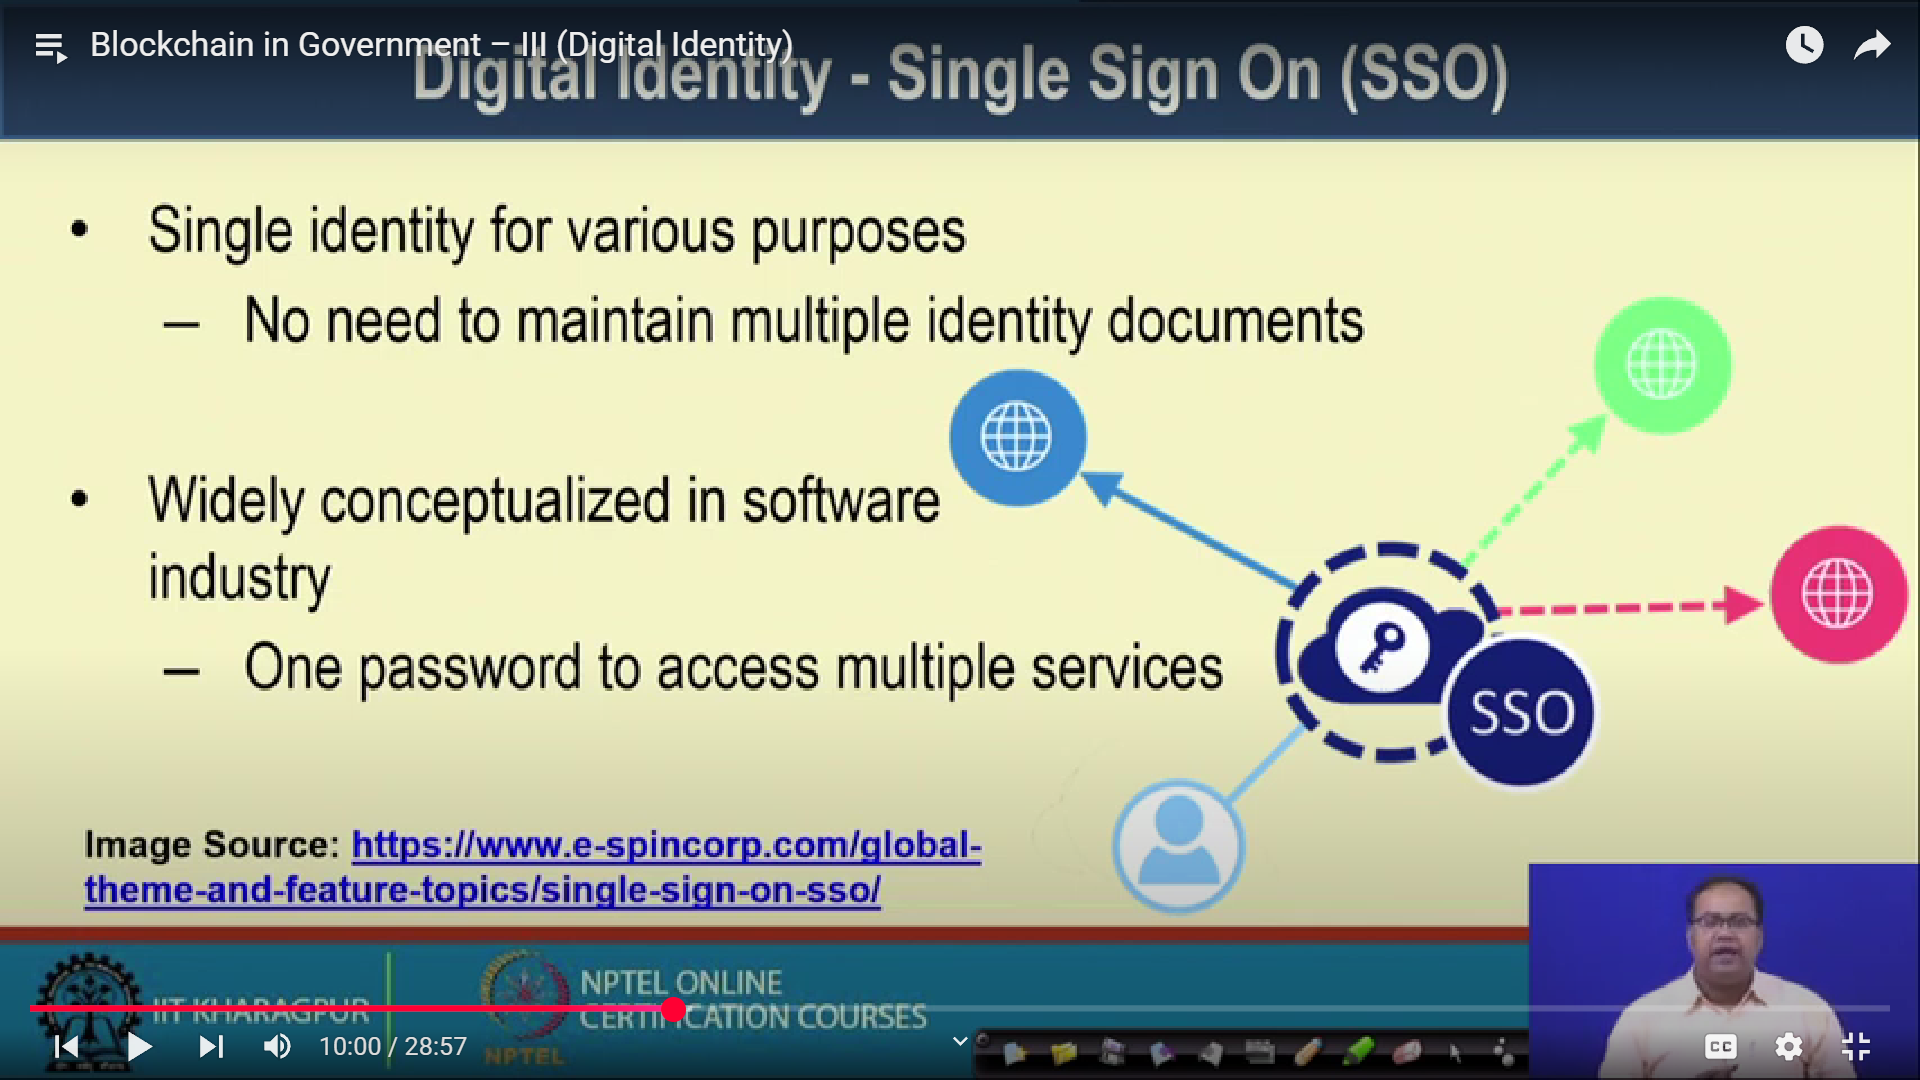 Blockchain in Government – III (Digital Identity)
Digital Identity - Single Sign On (SSO)
• Single identity for various purposes
– No need to maintain multiple identity documents
• Widely conceptualized in software
industry
– One password to access multiple services
SSO
Image Source: https://www.e-spincorp.com/global-
theme-and-feature-topics/single-sign-on-sso/
IIT KHARAGPUR
NPTEL ONLINE
CERTIFICATION COURSES
NPTEL
10:00 / 28:57
CC